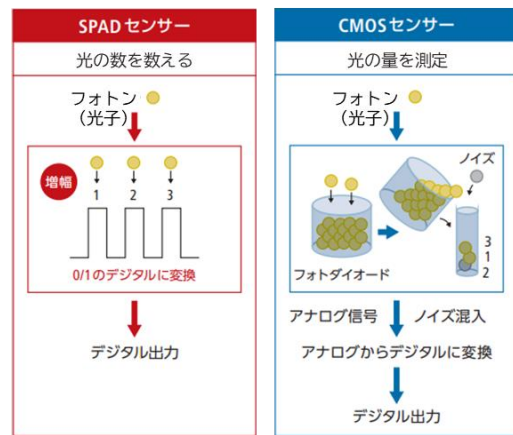 SPADセンサー
光の数を数える
フォトン
（光子）
増幅
1 2 3
0/1のデジタルに変換
デジタル出力
CMOSセンサー
光の量を測定
フォトン
（光子）
ノイズ
3
1
2
フォトダイオード
アナログ信号 ノイズ混入
アナログからデジタルに変換
デジタル出力